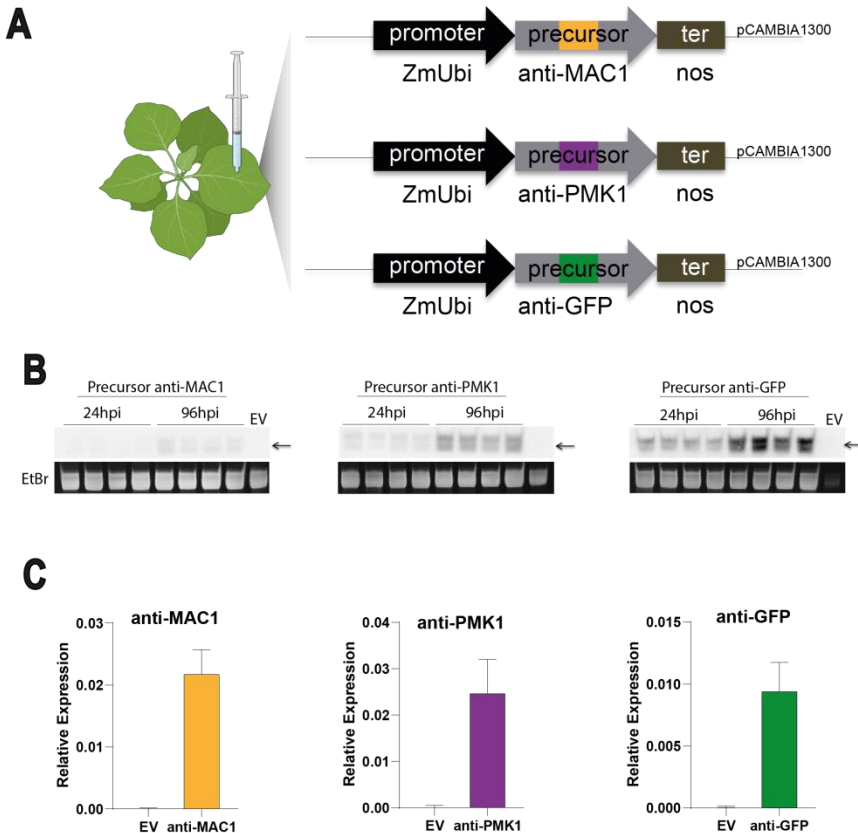 A
promoter precursor ter pCAMBIA1300
ZmUbi anti-MAC1 nos
promoter precursor ter pCAMBIA1300
ZmUbi anti-PMK1 nos
promoter precursor ter pCAMBIA1300
ZmUbi anti-GFP nos
B
Precursor anti-MAC1
24hpi 96hpi EV
Precursor anti-PMK1
24hpi 96hpi EV
Precursor anti-GFP
24hpi 96hpi EV
EtBr
C
anti-MAC1
Relative Expression
0.03
0.02
0.01
0.00
EV anti-MAC1
anti-PMK1
Relative Expression
0.04
0.03
0.02
0.01
0.00
EV anti-PMK1
anti-GFP
Relative Expression
0.015
0.010
0.005
0.000
EV anti-GFP